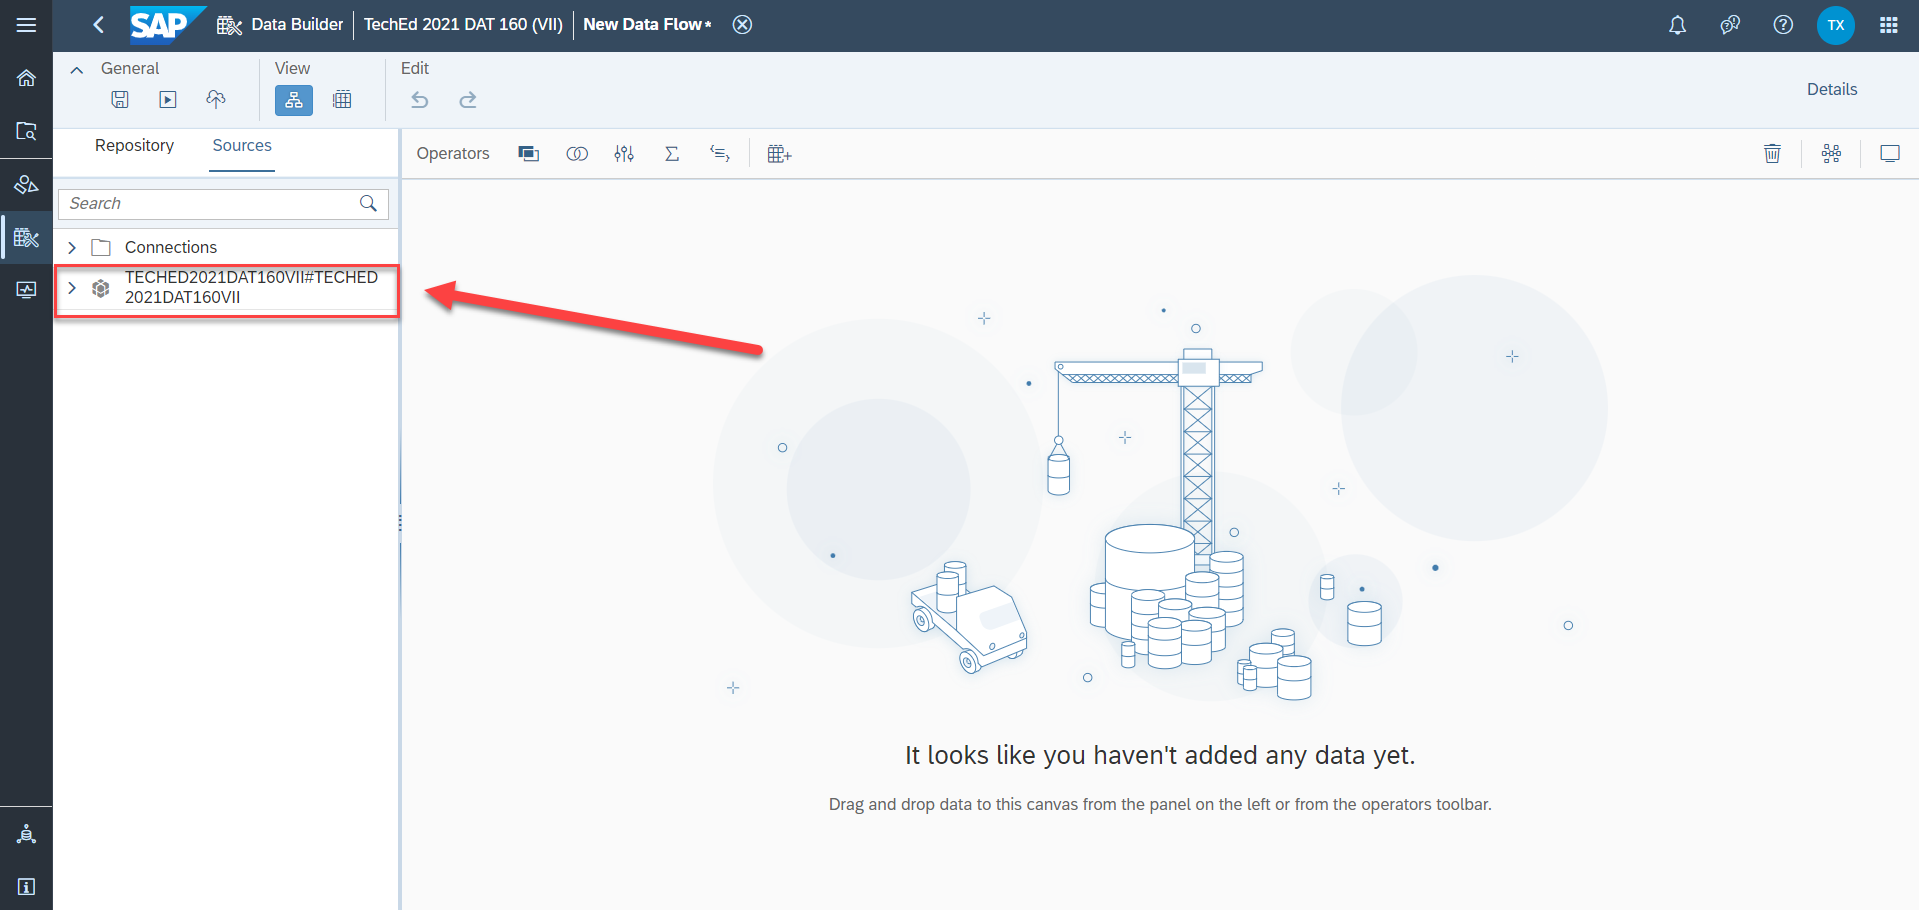 SAP Data Builder TechEd 2021 DAT 160 (VII) New Data Flow* TX
General View Edit
Details
Repository Sources
Operators
Search
Connections
TECHED2021DAT160VII#TECHED
2021DAT160VII
It looks like you haven't added any data yet.
Drag and drop data to this canvas from the panel on the left or from the operators toolbar.